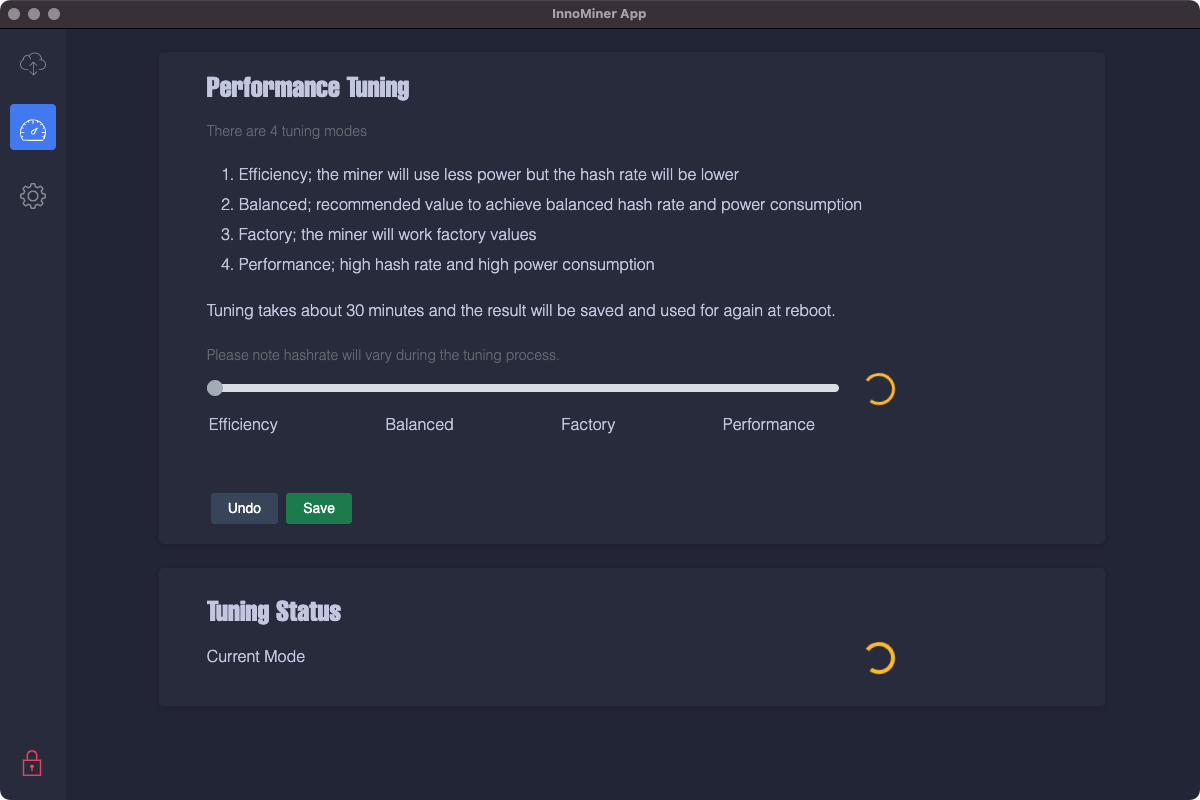 InnoMiner App
Performance Tuning
There are 4 tuning modes
1. Efficiency; the miner will use less power but the hash rate will be lower
2. Balanced; recommended value to achieve balanced hash rate and power consumption
3. Factory; the miner will work factory values
4. Performance; high hash rate and high power consumption
Tuning takes about 30 minutes and the result will be saved and used for again at reboot.
Please note hashrate will vary during the tuning process.
Efficiency Balanced Factory Performance
Undo Save
Tuning Status
Current Mode